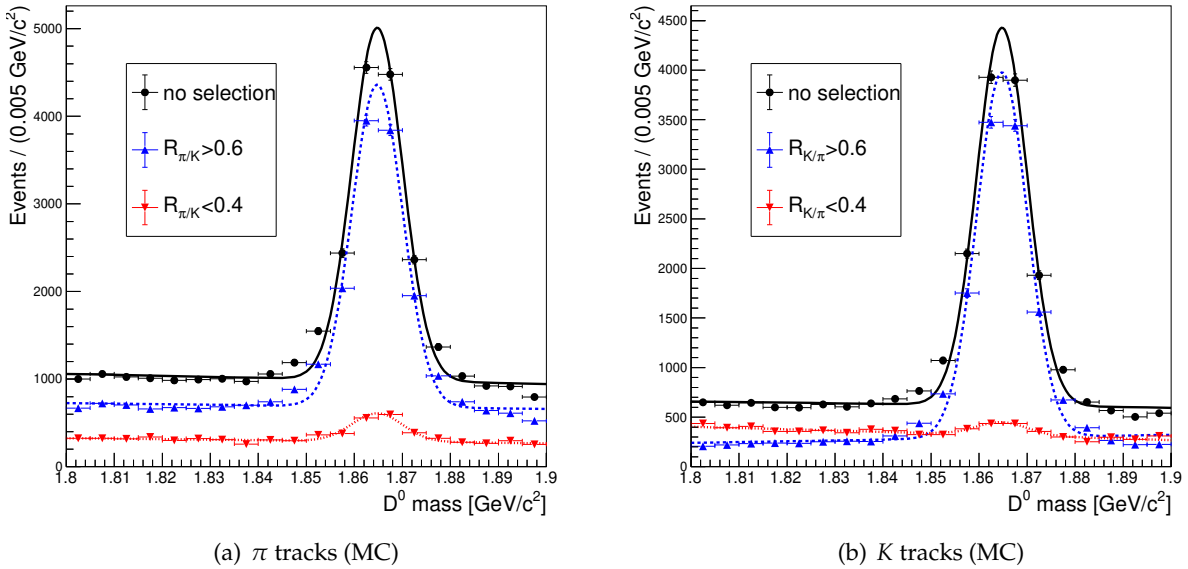 Events / (0.005 GeV/c²)
5000
4000
3000
2000
1000
0
no selection
R_{π/K}>0.6
R_{π/K}<0.4
1.8 1.81 1.82 1.83 1.84 1.85 1.86 1.87 1.88 1.89 1.9
D⁰ mass [GeV/c²]
(a) π tracks (MC)
Events / (0.005 GeV/c²)
4500
4000
3500
3000
2500
2000
1500
1000
500
0
no selection
R_{K/π}>0.6
R_{K/π}<0.4
1.8 1.81 1.82 1.83 1.84 1.85 1.86 1.87 1.88 1.89 1.9
D⁰ mass [GeV/c²]
(b) K tracks (MC)